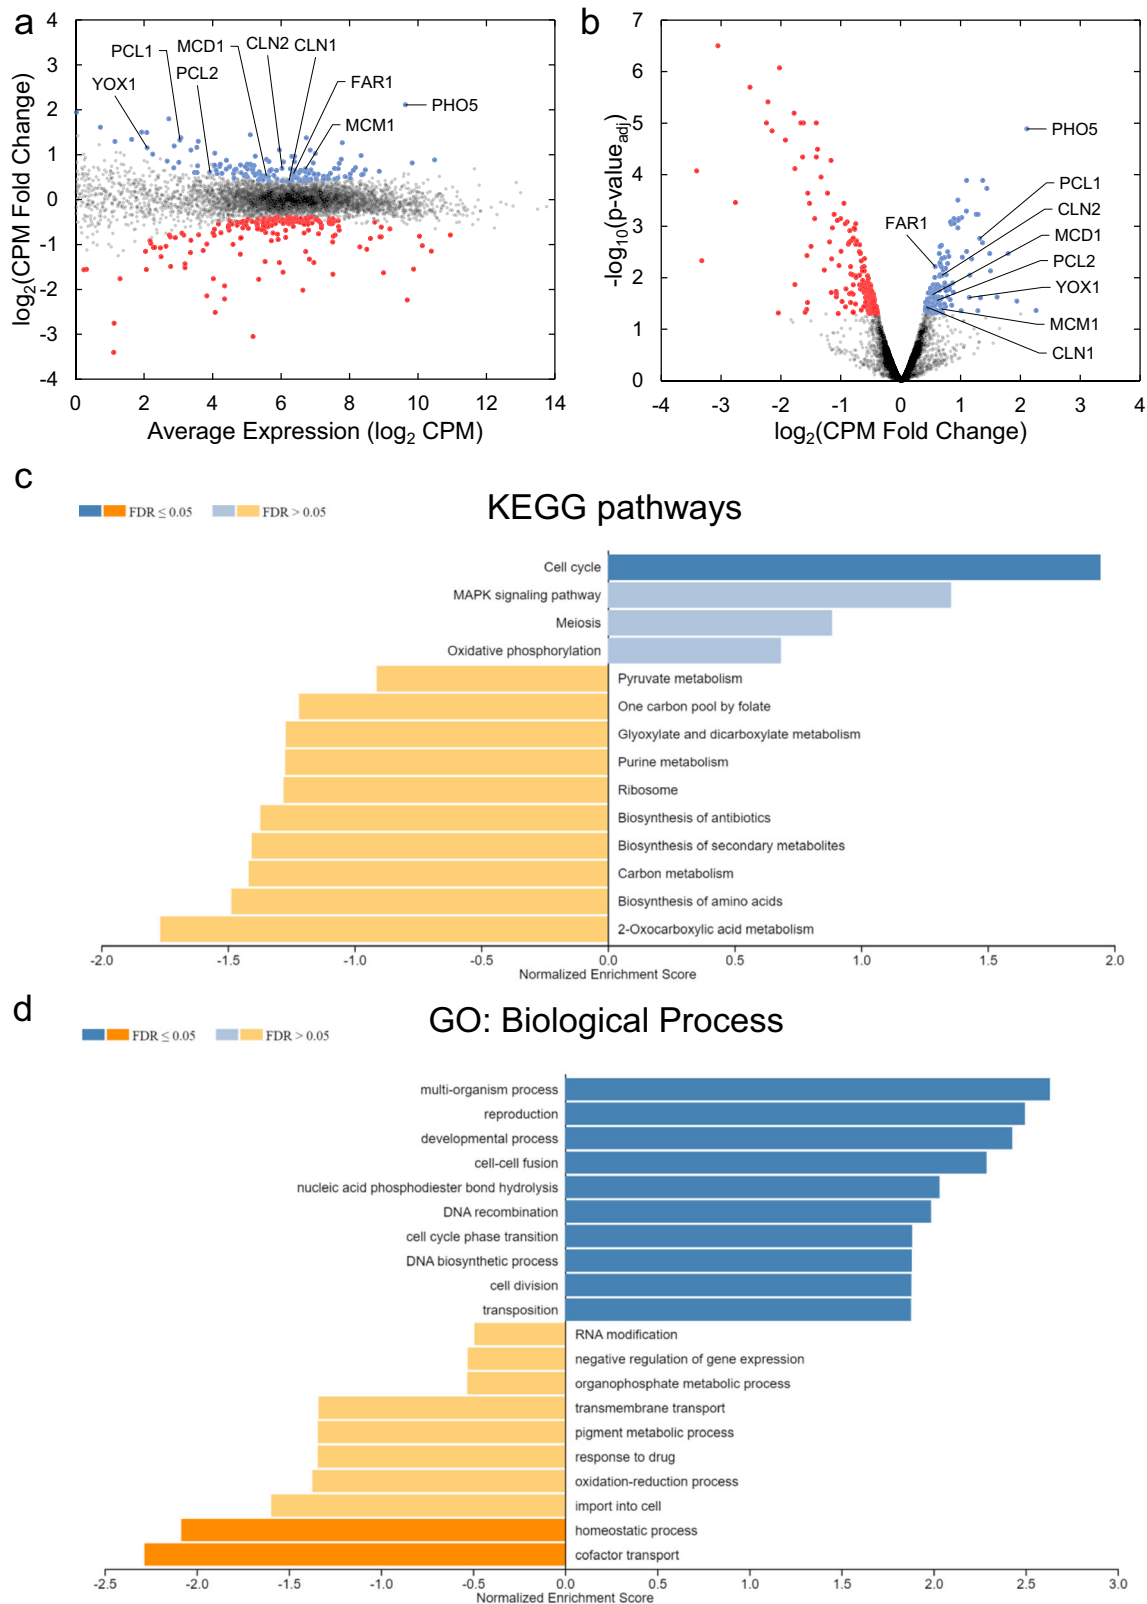 a
4
3
2
1
0
-1
-2
-3
-4
log2(CPM Fold Change)
PCL1
MCD1
CLN2
CLN1
YOX1
PCL2
FAR1
PHO5
MCM1
0
2
4
6
8
10
12
14
Average Expression (log2 CPM)
b
-7
6
5
4
3
2
1
0
-log10(p-valueadj)
PHO5
PCL1
CLN2
FAR1
MCD1
PCL2
YOX1
MCM1
CLN1
-4
-3
-2
-1
0
1
2
3
4
log2(CPM Fold Change)
c
KEGG pathways
FDR ≤ 0.05
FDR > 0.05
Cell cycle
MAPK signaling pathway
Meiosis
Oxidative phosphorylation
Pyruvate metabolism
One carbon pool by folate
Glyoxylate and dicarboxylate metabolism
Purine metabolism
Ribosome
Biosynthesis of antibiotics
Biosynthesis of secondary metabolites
Carbon metabolism
Biosynthesis of amino acids
2-Oxocarboxylic acid metabolism
-2.0
-1.5
-1.0
-0.5
0.0
0.5
1.0
1.5
2.0
Normalized Enrichment Score
d
GO: Biological Process
FDR ≤ 0.05
FDR > 0.05
multi-organism process
reproduction
developmental process
cell-cell fusion
nucleic acid phosphodiester bond hydrolysis
DNA recombination
cell cycle phase transition
DNA biosynthetic process
cell division
transposition
RNA modification
negative regulation of gene expression
organophosphate metabolic process
transmembrane transport
pigment metabolic process
response to drug
oxidation-reduction process
import into cell
homeostatic process
cofactor transport
-2.5
-2.0
-1.5
-1.0
-0.5
0.0
0.5
1.0
1.5
2.0
2.5
3.0
Normalized Enrichment Score